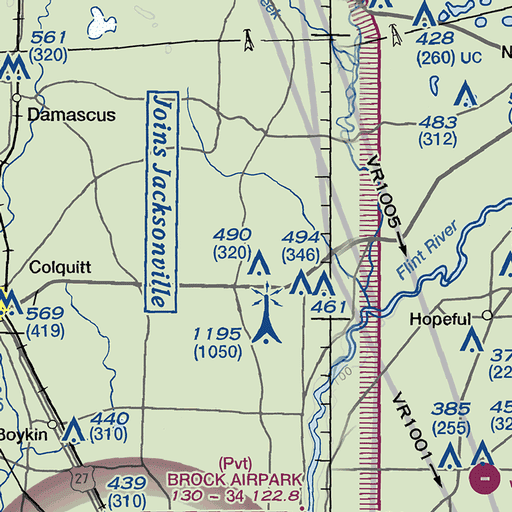 561
(320)
Creek
428
(260) UC
N
Damascus
483
(312)
Joins Jacksonville
VR1005
490
(320)
494
(346)
Flint River
Colquitt
569
(419)
461
1195
(1050)
Hopeful
700
385
(255)
VR1001
440
(310)
Boykin
27
439
(310)
(Pvt)
BROCK AIRPARK
130 - 34 122.8